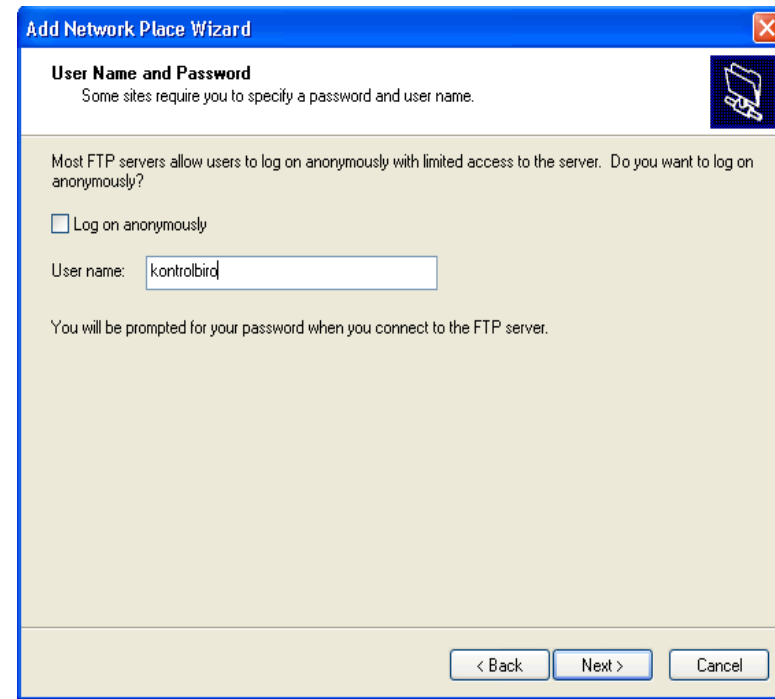 Add Network Place Wizard
User Name and Password
Some sites require you to specify a password and user name.
Most FTP servers allow users to log on anonymously with limited access to the server. Do you want to log on
anonymously?
Log on anonymously
User name: kontrolbiro
You will be prompted for your password when you connect to the FTP server.
< Back Next > Cancel